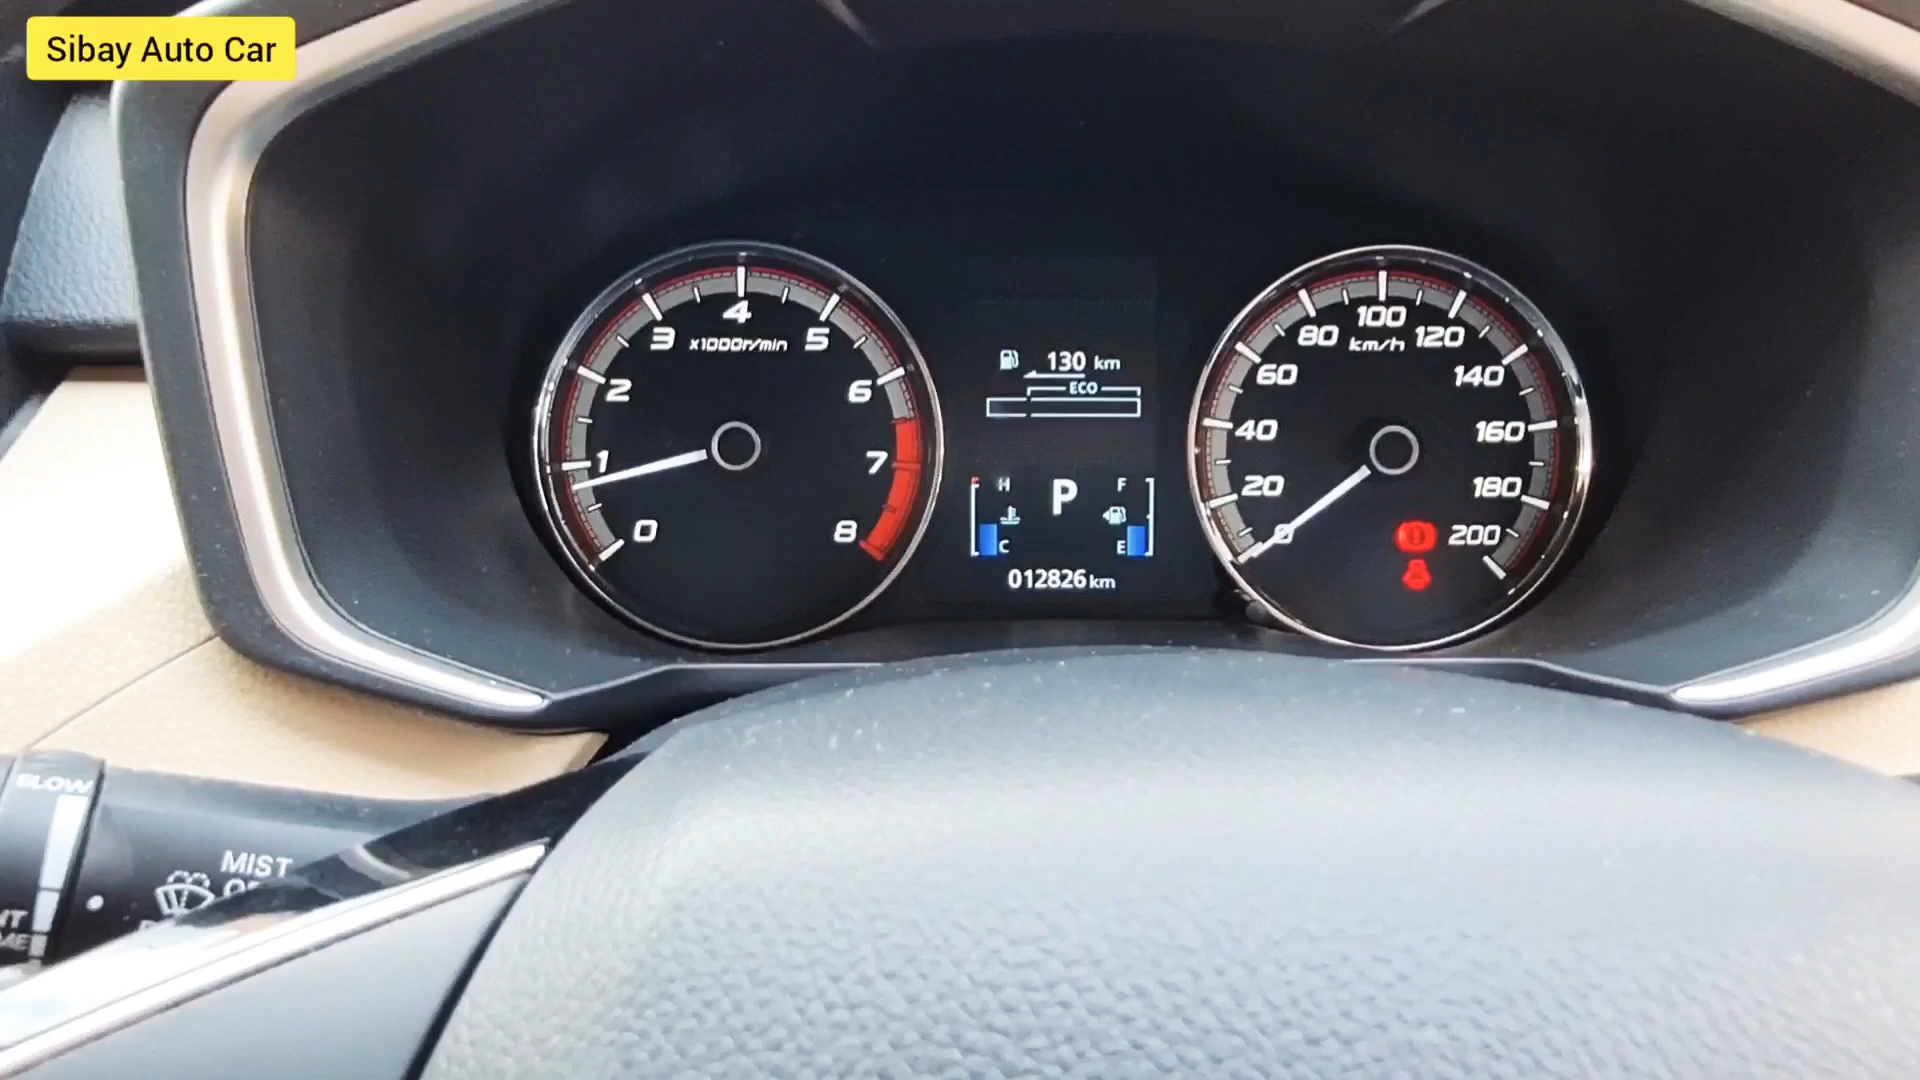 Sibay Auto Car
4
3 x1000r/min 5
2 6
1 7
0 8
130 km
ECO
H P F
C E
012826 km
100
80 km/h 120
60 140
40 160
20 180
0 200
SLOW
MIST